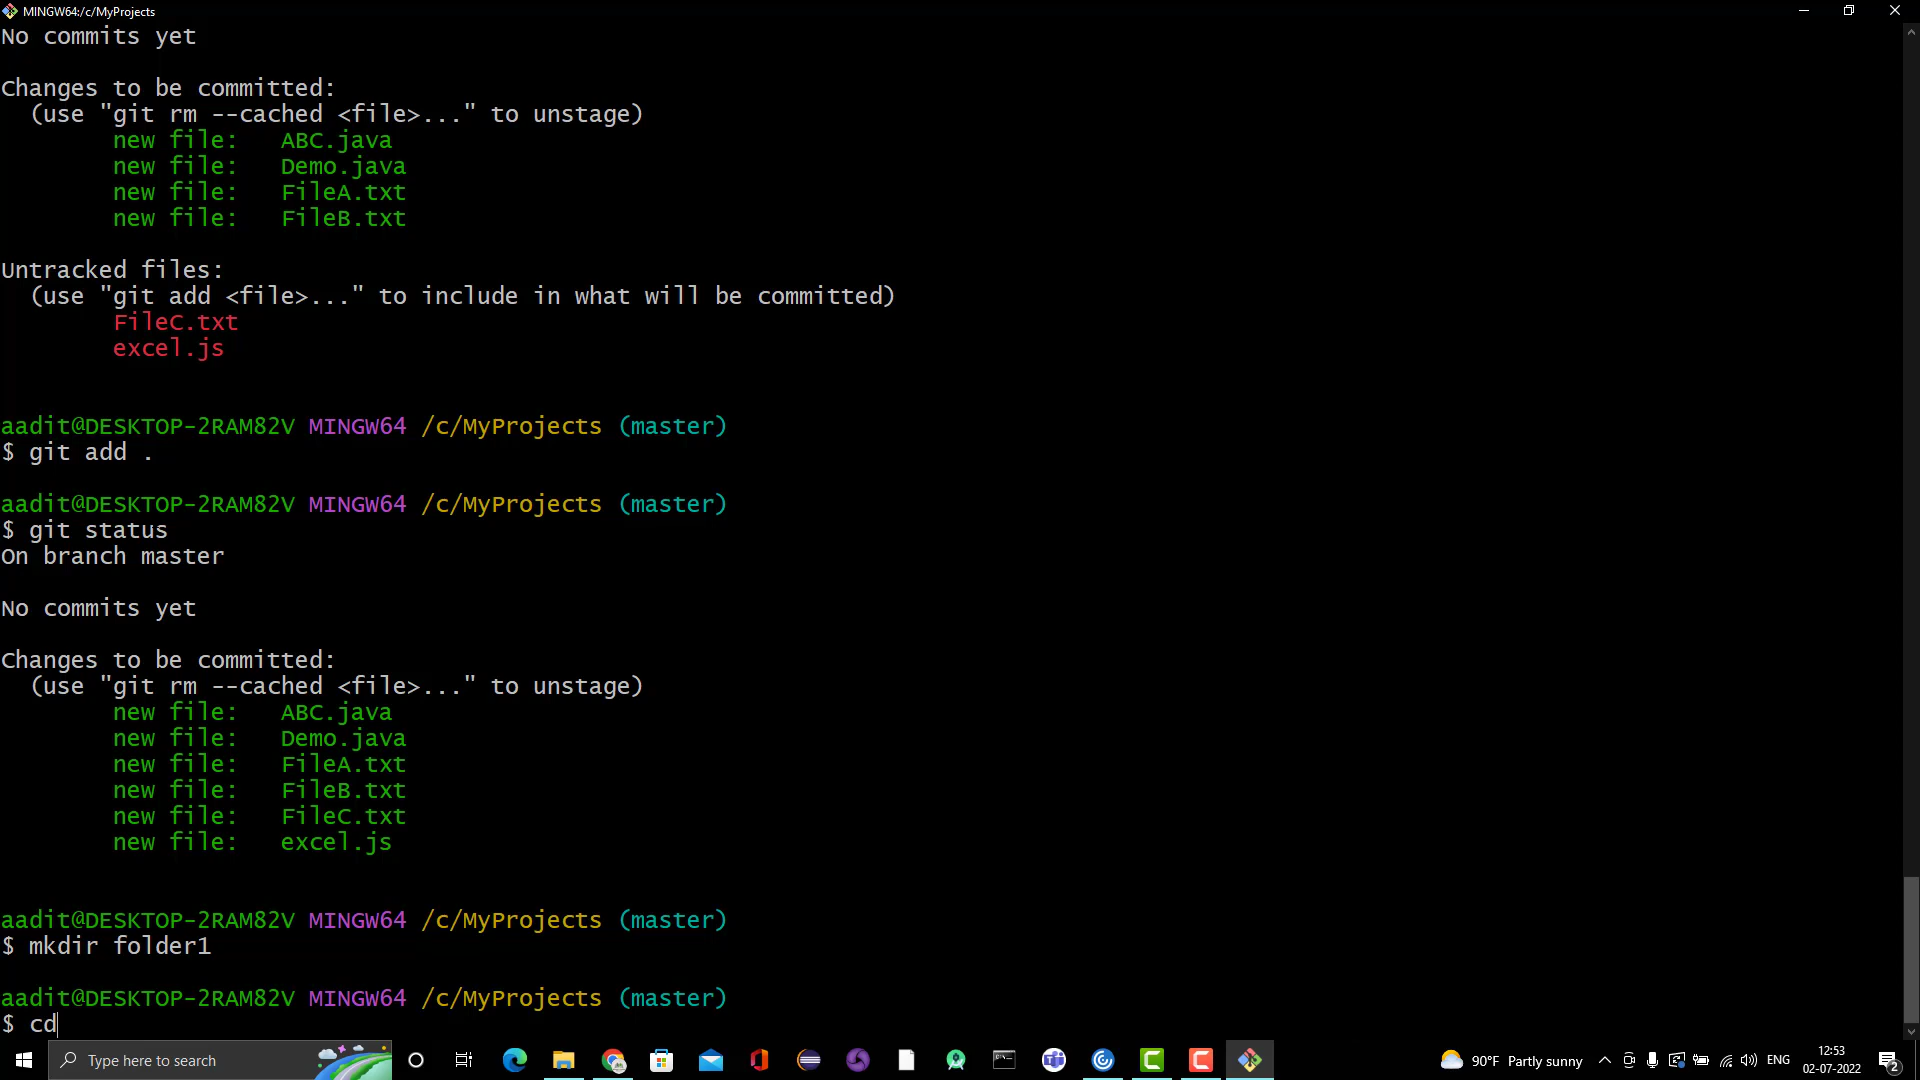 MINGW64:/c/MyProjects
No commits yet
Changes to be committed:
(use "git rm --cached <file>..." to unstage)
new file: ABC.java
new file: Demo.java
new file: FileA.txt
new file: FileB.txt
Untracked files:
(use "git add <file>..." to include in what will be committed)
FileC.txt
excel.js
aadit@DESKTOP-2RAM82V MINGW64 /c/MyProjects (master)
$ git add .
aadit@DESKTOP-2RAM82V MINGW64 /c/MyProjects (master)
$ git status
On branch master
No commits yet
Changes to be committed:
(use "git rm --cached <file>..." to unstage)
new file: ABC.java
new file: Demo.java
new file: FileA.txt
new file: FileB.txt
new file: FileC.txt
new file: excel.js
aadit@DESKTOP-2RAM82V MINGW64 /c/MyProjects (master)
$ mkdir folder1
aadit@DESKTOP-2RAM82V MINGW64 /c/MyProjects (master)
$ cd
Type here to search
90°F Partly sunny
ENG
12:53
02-07-2022
2